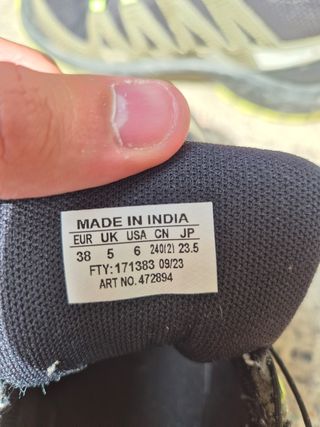 MADE IN INDIA
EUR UK USA CN JP
38 5 6 240(2) 23.5
FTY: 171383 09/23
ART NO. 472894